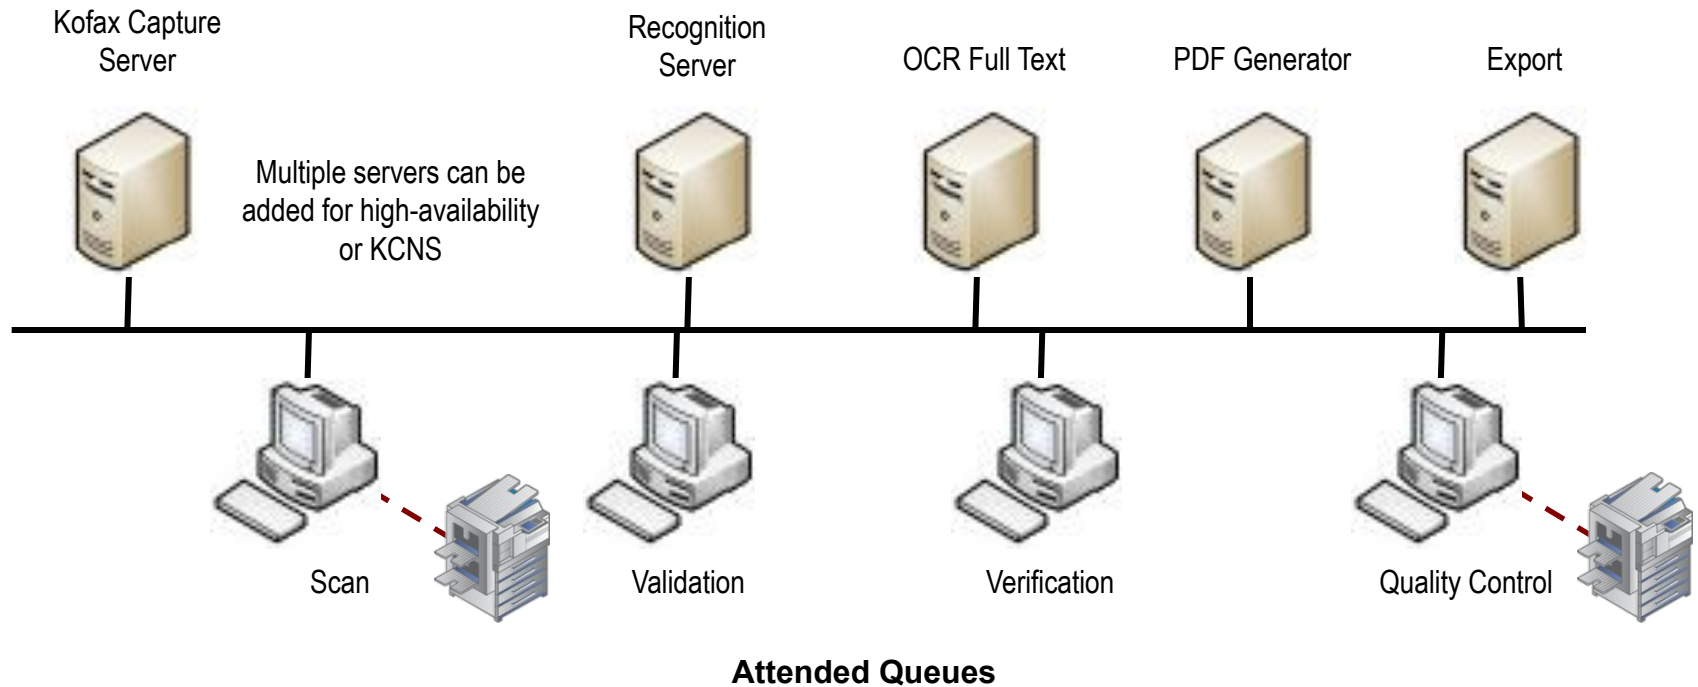 Kofax Capture
Server
Recognition
Server
OCR Full Text
PDF Generator
Export
Multiple servers can be
added for high-availability
or KCNS
Scan
Validation
Verification
Quality Control
Attended Queues